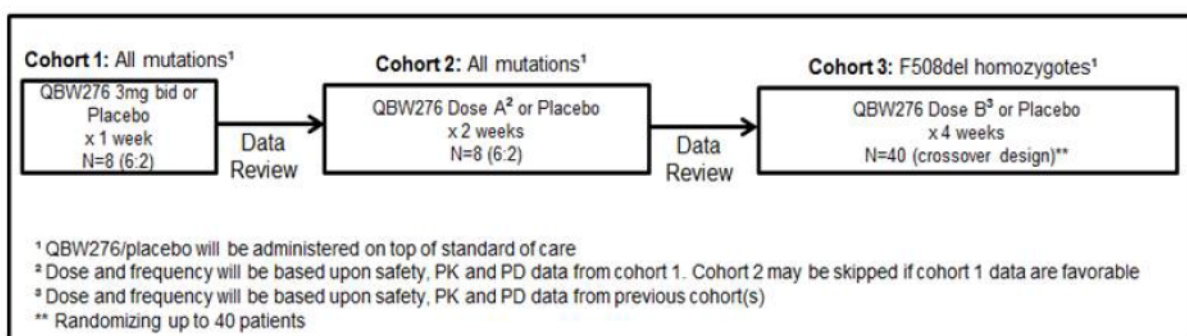 Cohort 1: All mutations¹
QBW276 3mg bid or
Placebo
x 1 week
N=8 (6:2)
Data
Review
Cohort 2: All mutations¹
QBW276 Dose A² or Placebo
x 2 weeks
N=8 (6:2)
Data
Review
Cohort 3: F508del homozygotes¹
QBW276 Dose B³ or Placebo
x 4 weeks
N=40 (crossover design)**
¹ QBW276/placebo will be administered on top of standard of care
² Dose and frequency will be based upon safety, PK and PD data from cohort 1. Cohort 2 may be skipped if cohort 1 data are favorable
³ Dose and frequency will be based upon safety, PK and PD data from previous cohort(s)
** Randomizing up to 40 patients